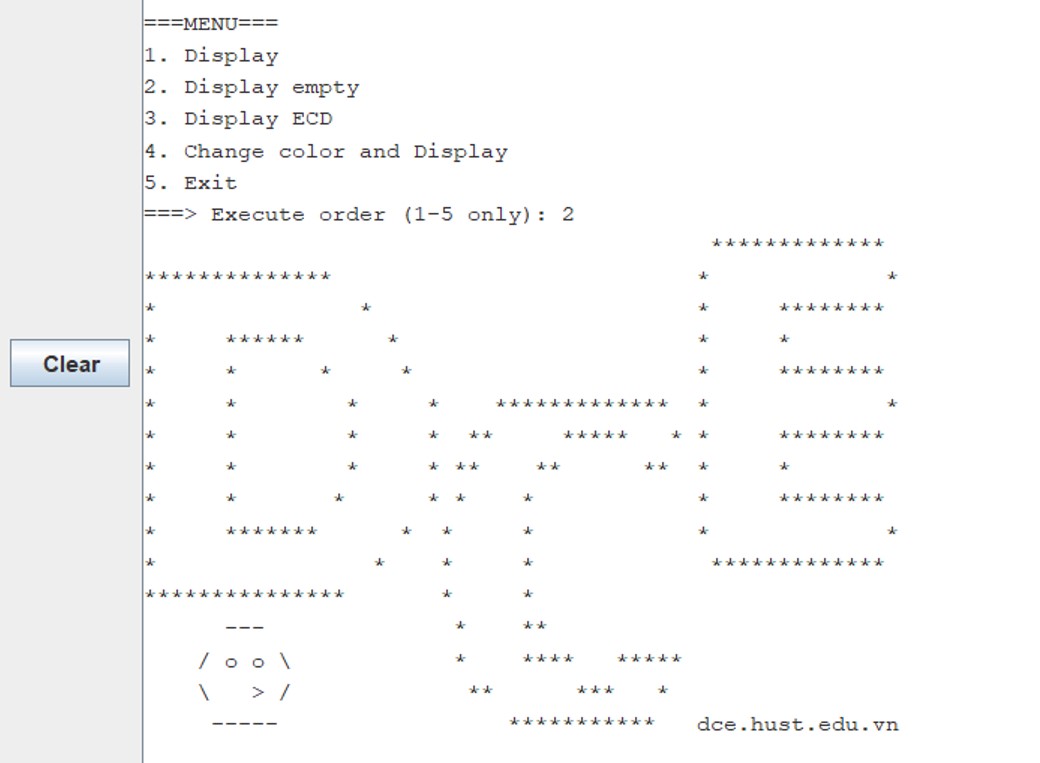 ===MENU===
1. Display
2. Display empty
3. Display ECD
4. Change color and Display
5. Exit
===> Execute order (1-5 only): 2
                                          *************
**************                           *             *
*               *                        *     ********
*     ******      *                      *     *
Clear
*     *      *     *                     *     ********
*     *        *     *    *************  *             *
*     *        *     *  **     *****   * *     ********
*     *        *     * **    **      **  *     *
*     *       *      * *    *            *     ********
*     *******      *  *     *            *             *
*                *    *     *             *************
***************       *     *
      ---              *    **
    / o o \            *    ****   *****
    \   > /             **      ***   *
     -----                 ***********   dce.hust.edu.vn